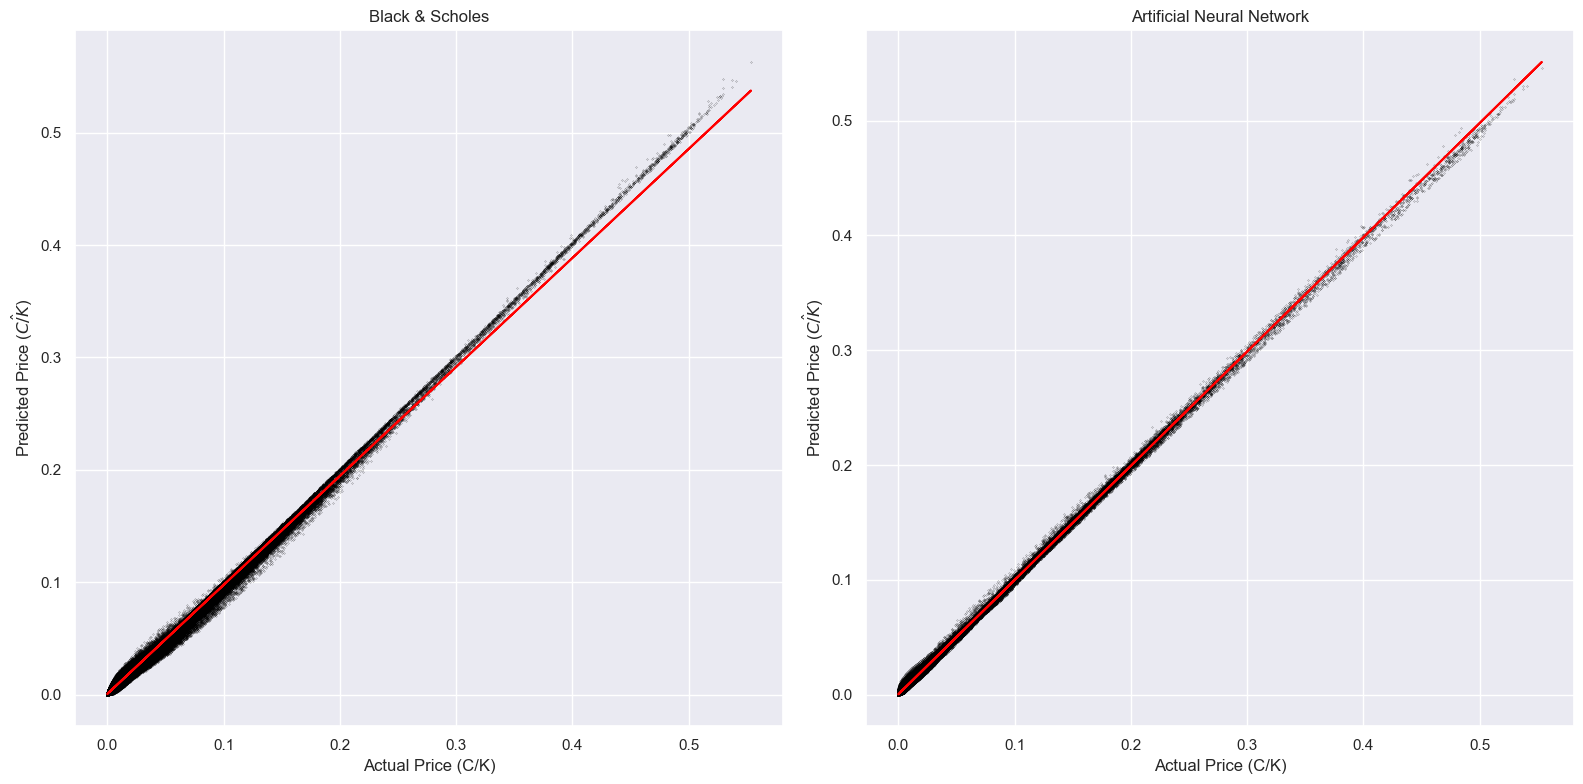 Black & Scholes
Predicted Price (Ĉ/K)
0.5
0.4
0.3
0.2
0.1
0.0
0.0 0.1 0.2 0.3 0.4 0.5
Actual Price (C/K)
Artificial Neural Network
Predicted Price (Ĉ/K)
0.5
0.4
0.3
0.2
0.1
0.0
0.0 0.1 0.2 0.3 0.4 0.5
Actual Price (C/K)